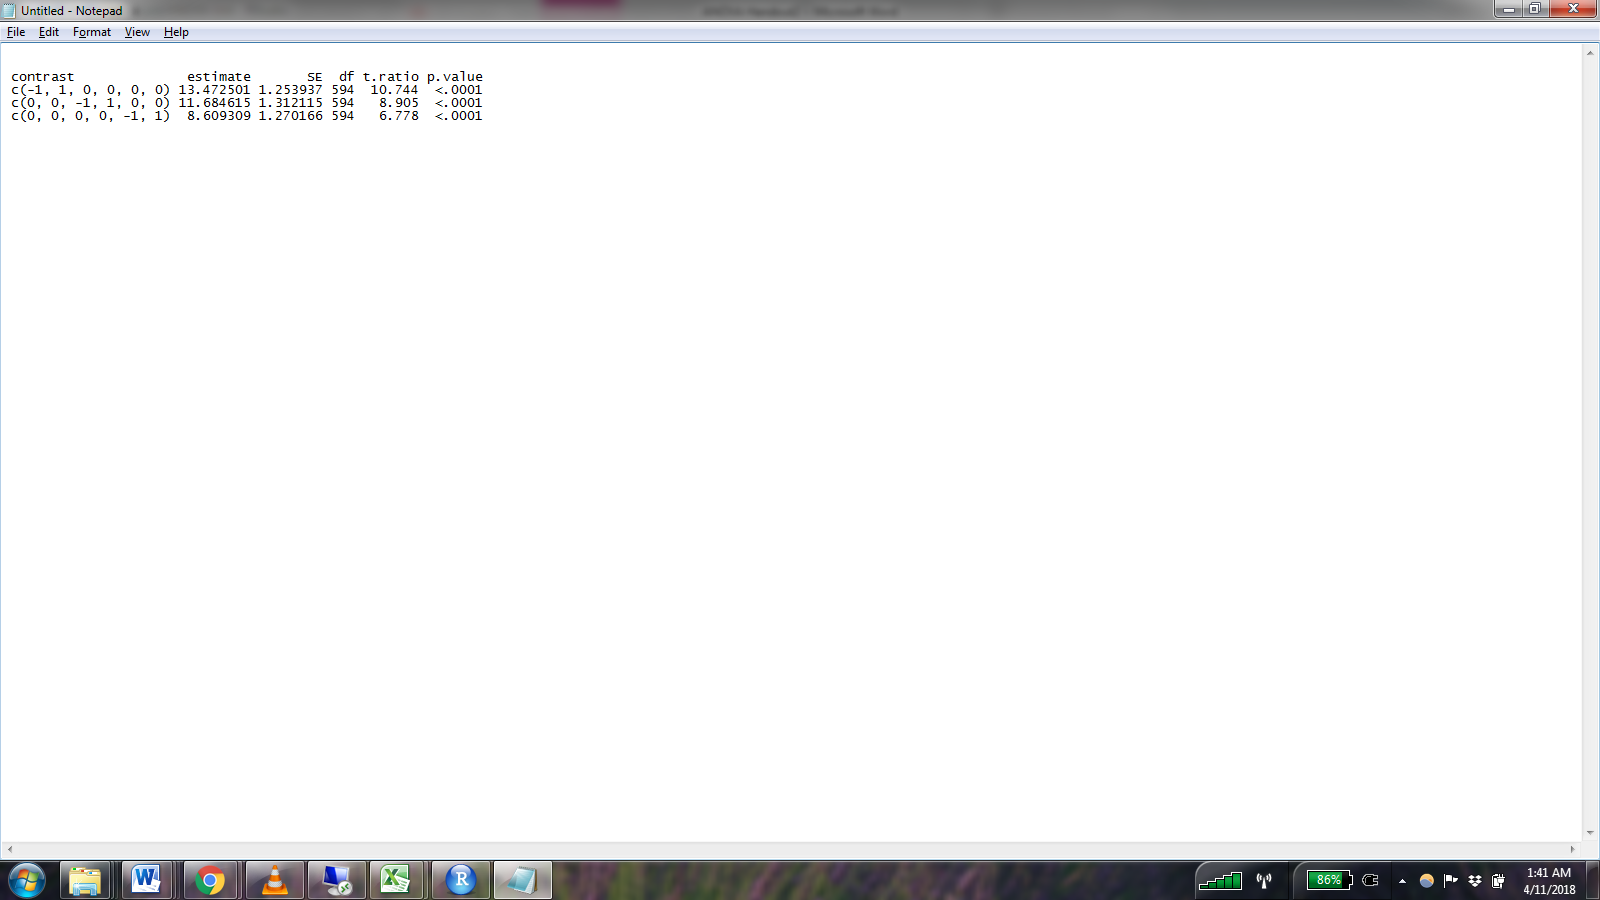 Untitled - Notepad
File Edit Format View Help
contrast estimate SE df t.ratio p.value
c(-1, 1, 0, 0, 0, 0) 13.472501 1.253937 594 10.744 <.0001
c(0, 0, -1, 1, 0, 0) 11.684615 1.312115 594 8.905 <.0001
c(0, 0, 0, 0, -1, 1) 8.609309 1.270166 594 6.778 <.0001
86%
1:41 AM
4/11/2018